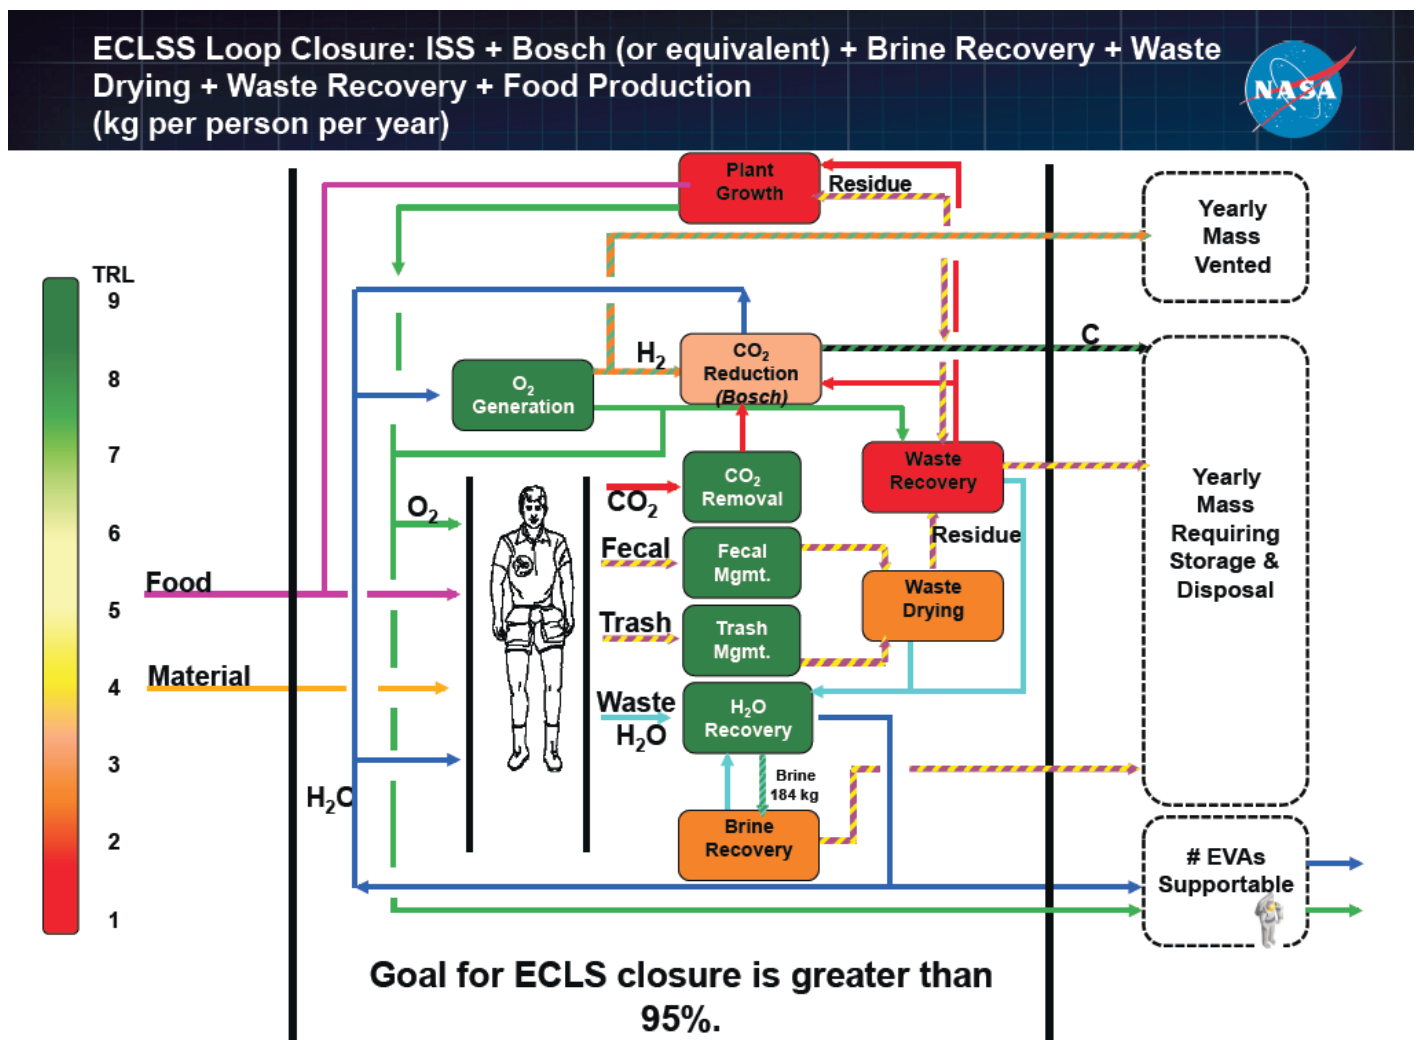 ECLSS Loop Closure: ISS + Bosch (or equivalent) + Brine Recovery + Waste
Drying + Waste Recovery + Food Production
(kg per person per year)
NASA
Plant
Growth
Residue
Yearly
Mass
Vented
TRL
9
8
7
6
5
4
3
2
1
H₂
CO₂
Reduction
(Bosch)
C
O₂
Generation
Waste
Recovery
CO₂
Removal
Yearly
Mass
Requiring
Storage &
Disposal
O₂
CO₂
Residue
Fecal
Fecal
Mgmt.
Waste
Drying
Food
Trash
Trash
Mgmt.
Material
Waste
H₂O
H₂O
Recovery
Brine
184 kg
H₂O
Brine
Recovery
# EVAs
Supportable
Goal for ECLS closure is greater than
95%.